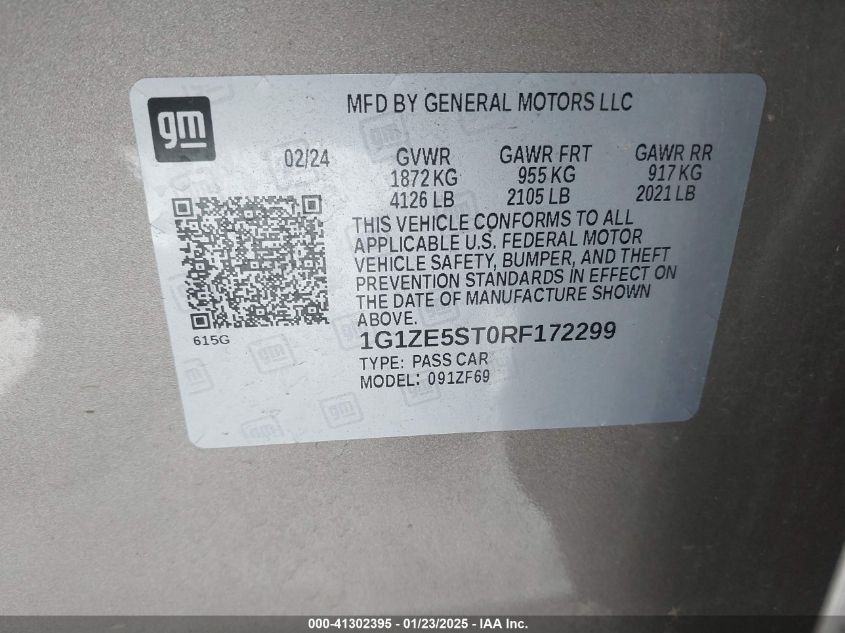 gm
MFD BY GENERAL MOTORS LLC
02/24 GVWR GAWR FRT GAWR RR
1872 KG 955 KG 917 KG
4126 LB 2105 LB 2021 LB
THIS VEHICLE CONFORMS TO ALL
APPLICABLE U.S. FEDERAL MOTOR
VEHICLE SAFETY, BUMPER, AND THEFT
PREVENTION STANDARDS IN EFFECT ON
THE DATE OF MANUFACTURE SHOWN
ABOVE.
615G
1G1ZE5ST0RF172299
TYPE: PASS CAR
MODEL: 091ZF69
000-41302395 - 01/23/2025 - IAA Inc.